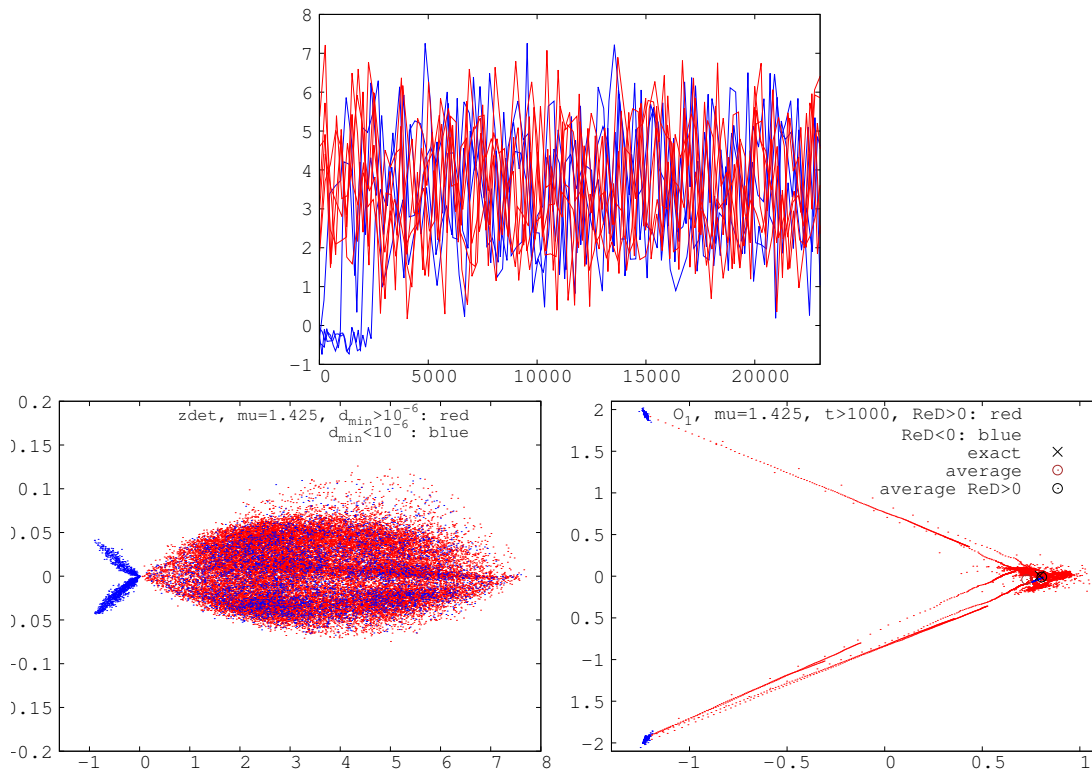 8
7
6
5
4
3
2
1
0
−1
0 5000 10000 15000 20000
0.2
0.15
0.1
0.05
0
0.05
0.1
0.15
0.2
zdet, mu=1.425, d_min>10^−6: red
d_min<10^−6: blue
−1 0 1 2 3 4 5 6 7 8
2
1.5
1
0.5
0
0.5
−1
1.5
−2
O_1, mu=1.425, t>1000, ReD>0: red
ReD<0: blue
exact
average
average ReD>0
−1 −0.5 0 0.5 1